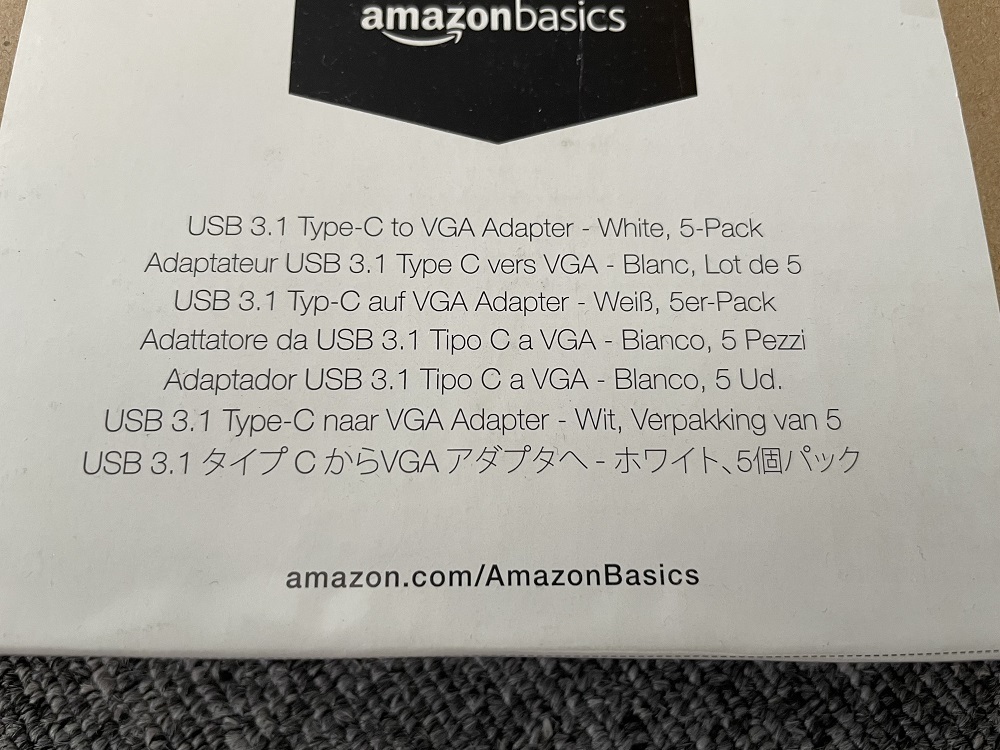 amazonbasics
USB 3.1 Type-C to VGA Adapter - White, 5-Pack
Adaptateur USB 3.1 Type C vers VGA - Blanc, Lot de 5
USB 3.1 Typ-C auf VGA Adapter - Weiß, 5er-Pack
Adattatore da USB 3.1 Tipo C a VGA - Bianco, 5 Pezzi
Adaptador USB 3.1 Tipo C a VGA - Blanco, 5 Ud.
USB 3.1 Type-C naar VGA Adapter - Wit, Verpakking van 5
USB 3.1 タイプ C からVGA アダプタへ - ホワイト、5個パック
amazon.com/AmazonBasics